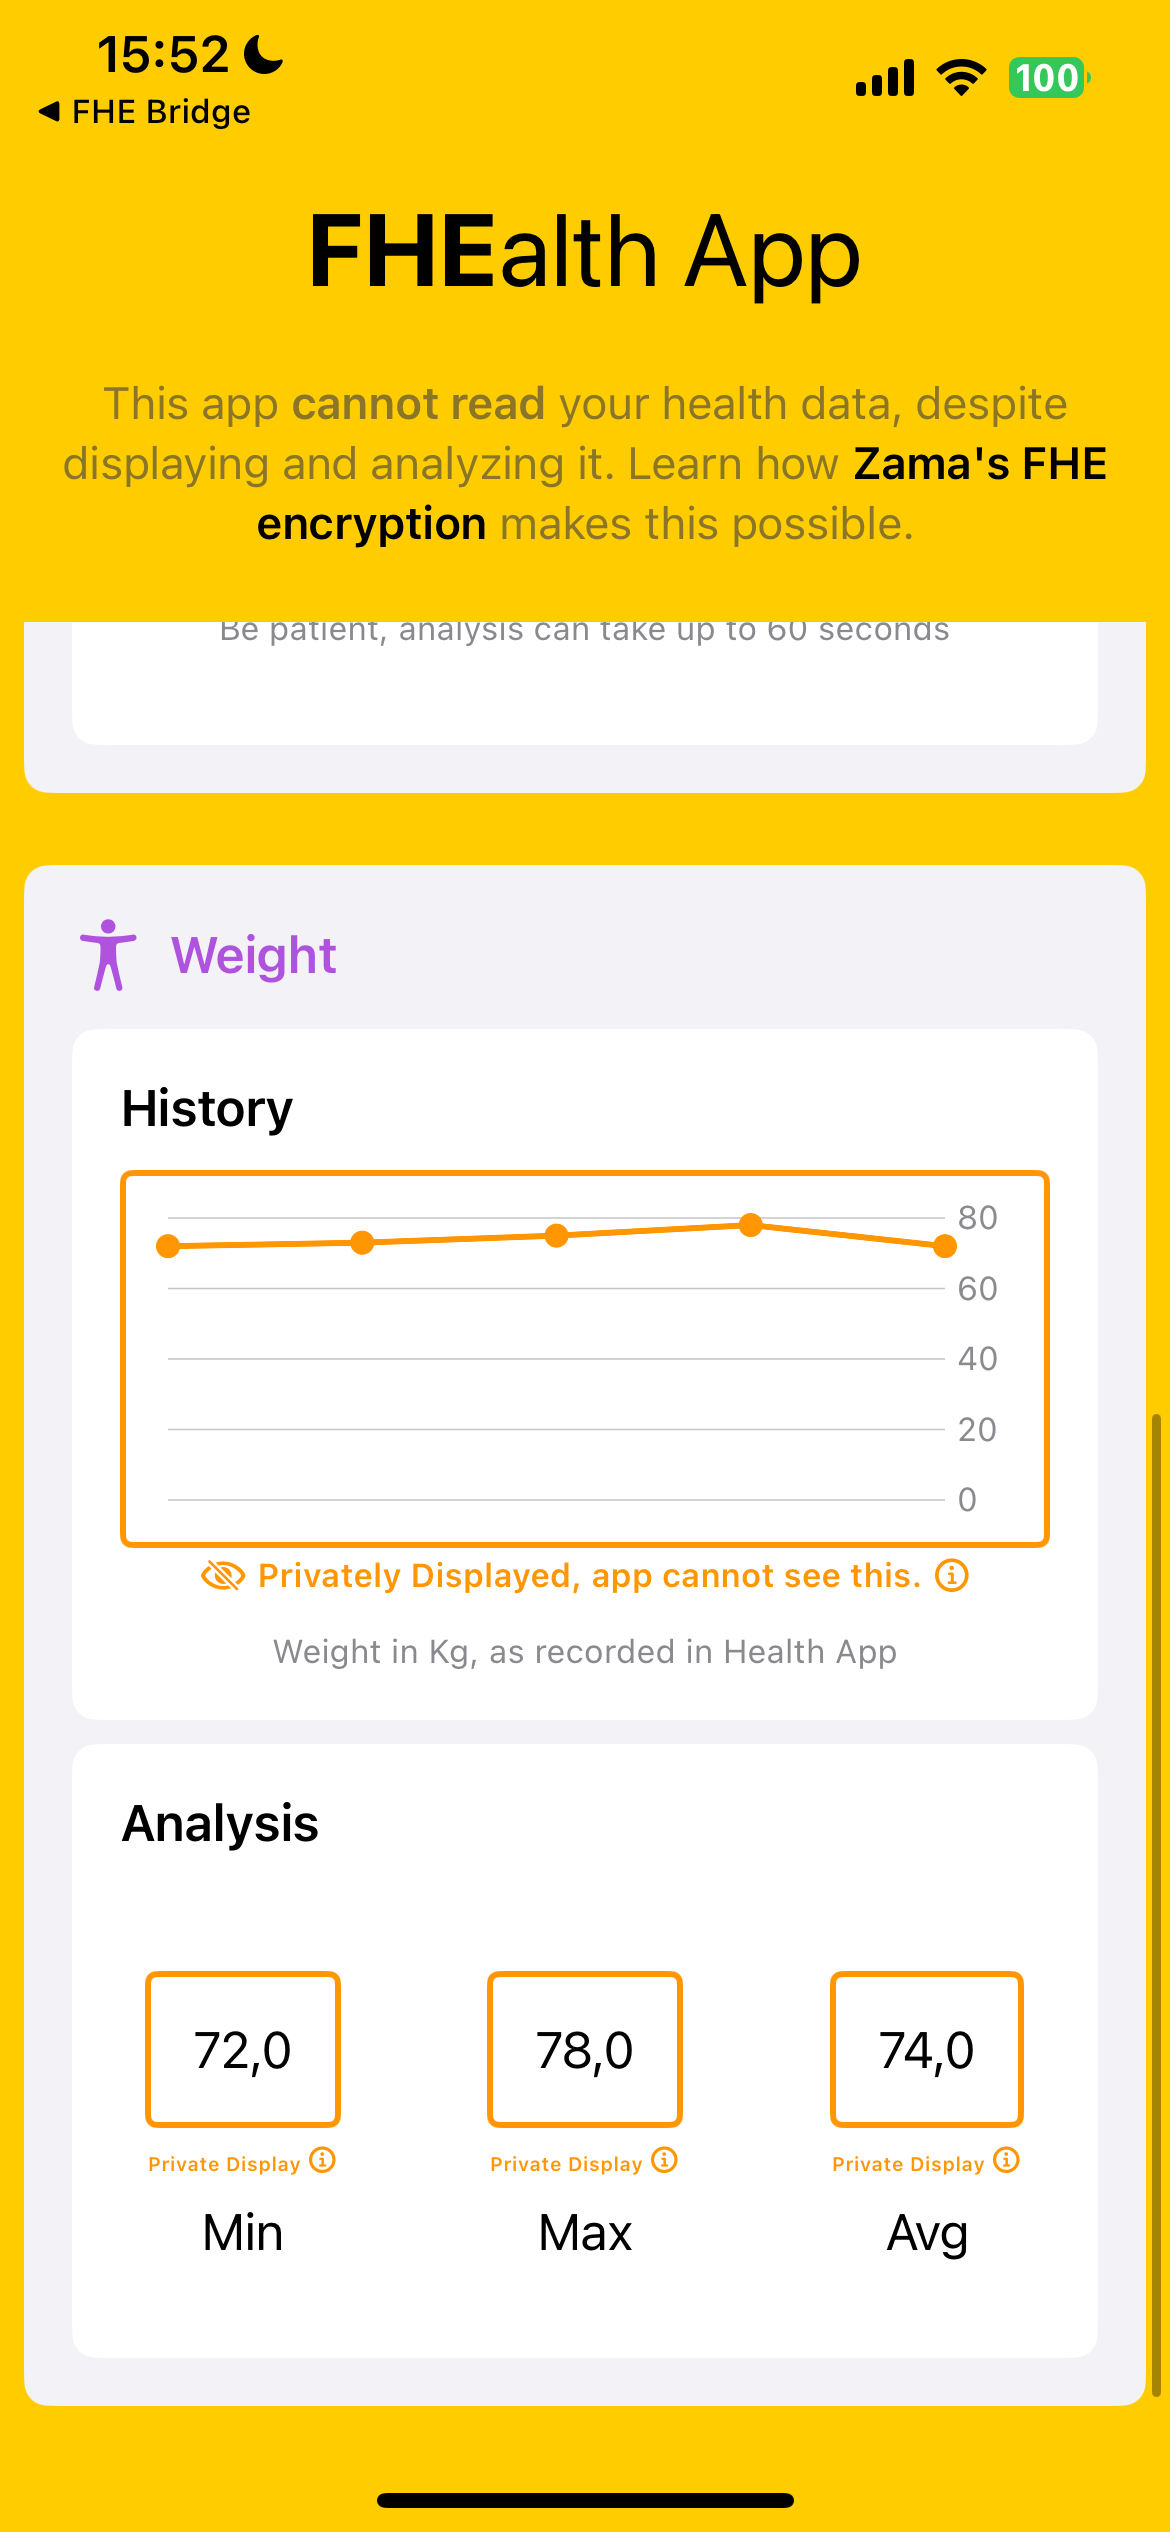 15:52
100
◀ FHE Bridge
FHEalth App
This app cannot read your health data, despite
displaying and analyzing it. Learn how Zama's FHE
encryption makes this possible.
Be patient, analysis can take up to 60 seconds
Weight
History
80
60
40
20
0
Privately Displayed, app cannot see this.
Weight in Kg, as recorded in Health App
Analysis
72,0 78,0 74,0
Private Display Private Display Private Display
Min Max Avg